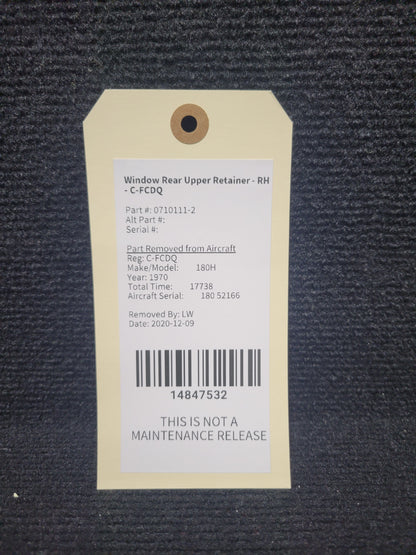 Window Rear Upper Retainer - RH
- C-FCDQ
Part #: 0710111-2
Alt Part #:
Serial #:
Part Removed from Aircraft
Reg: C-FCDQ
Make/Model: 180H
Year: 1970
Total Time: 17738
Aircraft Serial: 180 52166
Removed By: LW
Date: 2020-12-09
14847532
THIS IS NOT A
MAINTENANCE RELEASE